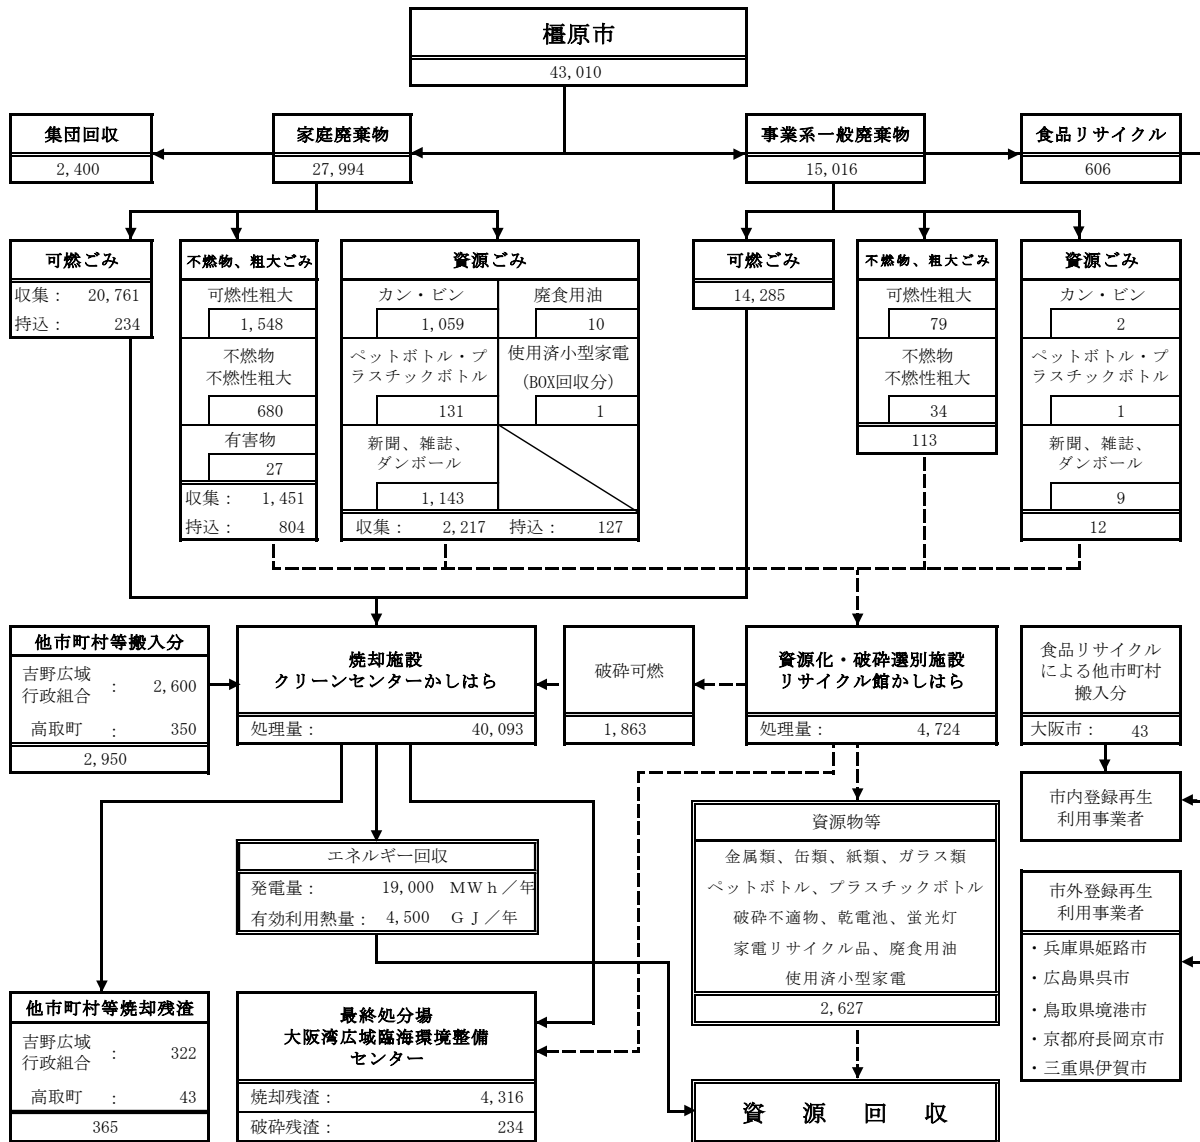 橿原市
43,010
集団回収
2,400
家庭廃棄物
27,994
事業系一般廃棄物
15,016
食品リサイクル
606
可燃ごみ
収集： 20,761
持込： 234
不燃物、粗大ごみ
可燃性粗大
1,548
不燃物
不燃性粗大
680
有害物
27
収集： 1,451
持込： 804
資源ごみ
カン・ビン
1,059
廃食用油
10
ペットボトル・プ
ラスチックボトル
131
使用済小型家電
(BOX回収分)
1
新聞、雑誌、
ダンボール
1,143
収集： 2,217 持込： 127
可燃ごみ
14,285
不燃物、粗大ごみ
可燃性粗大
79
不燃物
不燃性粗大
34
113
資源ごみ
カン・ビン
2
ペットボトル・プ
ラスチックボトル
1
新聞、雑誌、
ダンボール
9
12
他市町村等搬入分
吉野広域
行政組合 ： 2,600
高取町 ： 350
2,950
焼却施設
クリーンセンターかしはら
処理量： 40,093
破砕可燃
1,863
資源化・破砕選別施設
リサイクル館かしはら
処理量： 4,724
食品リサイクル
による他市町村
搬入分
大阪市： 43
市内登録再生
利用事業者
エネルギー回収
発電量： 19,000 MWh／年
有効利用熱量： 4,500 GJ／年
資源物等
金属類、缶類、紙類、ガラス類
ペットボトル、プラスチックボトル
破砕不適物、乾電池、蛍光灯
家電リサイクル品、廃食用油
使用済小型家電
2,627
市外登録再生
利用事業者
・兵庫県姫路市
・広島県呉市
・鳥取県境港市
・京都府長岡京市
・三重県伊賀市
他市町村等焼却残渣
吉野広域
行政組合 ： 322
高取町 ： 43
365
最終処分場
大阪湾広域臨海環境整備
センター
焼却残渣： 4,316
破砕残渣： 234
資源回収